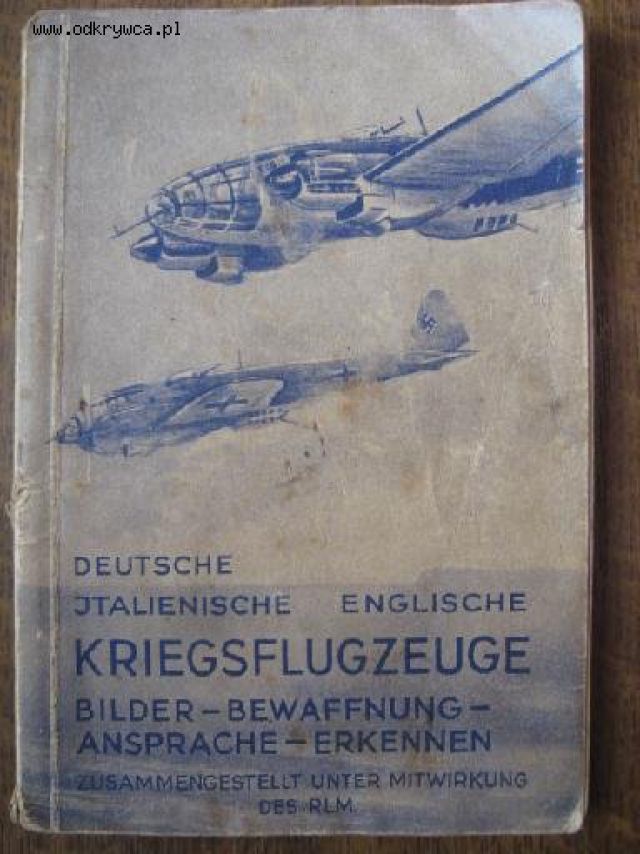 www.odkrywca.pl
DEUTSCHE
JTALIENISCHE ENGLISCHE
KRIEGSFLUGZEUGE
BILDER – BEWAFFNUNG –
ANSPRACHE – ERKENNEN
ZUSAMMENGESTELLT UNTER MITWIRKUNG
DES RLM.